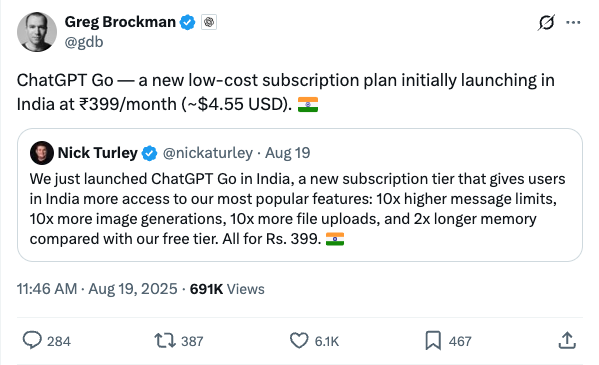 Greg Brockman
@gdb
ChatGPT Go — a new low-cost subscription plan initially launching in
India at ₹399/month (~$4.55 USD). 🇮🇳
Nick Turley @nickaturley · Aug 19
We just launched ChatGPT Go in India, a new subscription tier that gives users
in India more access to our most popular features: 10x higher message limits,
10x more image generations, 10x more file uploads, and 2x longer memory
compared with our free tier. All for Rs. 399. 🇮🇳
11:46 AM · Aug 19, 2025 · 691K Views
284 387 6.1K 467